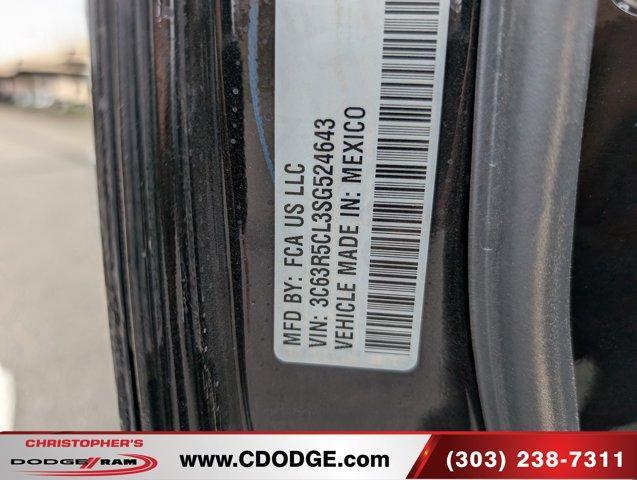 MFD BY: FCA US LLC
VIN: 3C63R5CL3SG524643
VEHICLE MADE IN: MEXICO
CHRISTOPHER'S
DODGE//RAM
www.CDODGE.com
(303) 238-7311